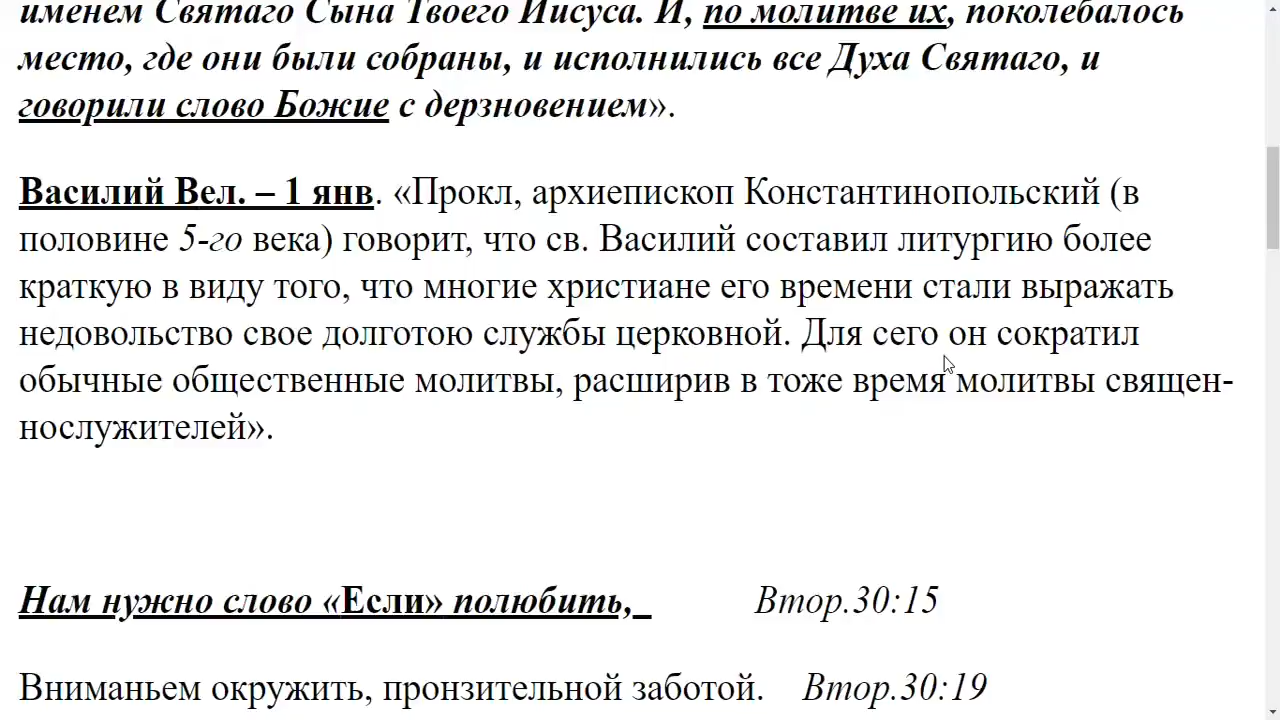 именем Святаго Сына Твоего Иисуса. И, по молитве их, поколебалось
место, где они были собраны, и исполнились все Духа Святаго, и
говорили слово Божие с дерзновением».
Василий Вел. – 1 янв. «Прокл, архиепископ Константинопольский (в
половине 5-го века) говорит, что св. Василий составил литургию более
краткую в виду того, что многие христиане его времени стали выражать
недовольство свое долготою службы церковной. Для сего он сократил
обычные общественные молитвы, расширив в тоже время молитвы священ-
нослужителей».
Нам нужно слово «Если» полюбить, Втор.30:15
Вниманьем окружить, пронзительной заботой. Втор.30:19